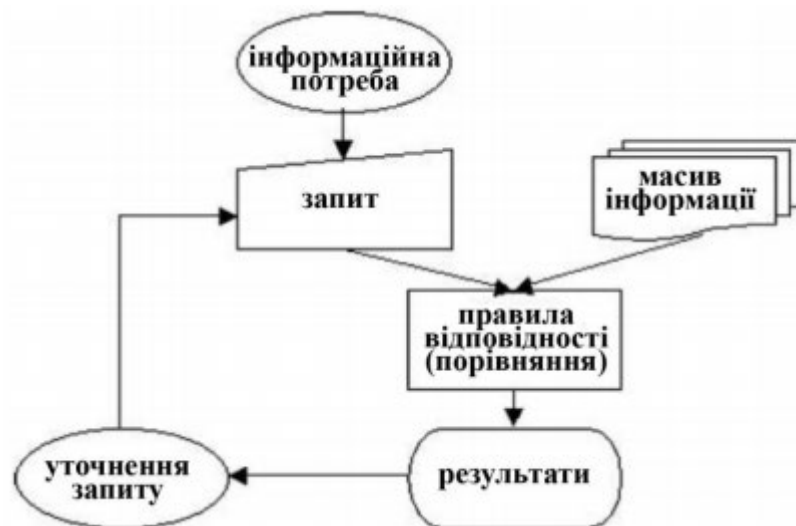 інформаційна
потреба
запит
масив
інформації
правила
відповідності
(порівняння)
уточнення
запиту
результати